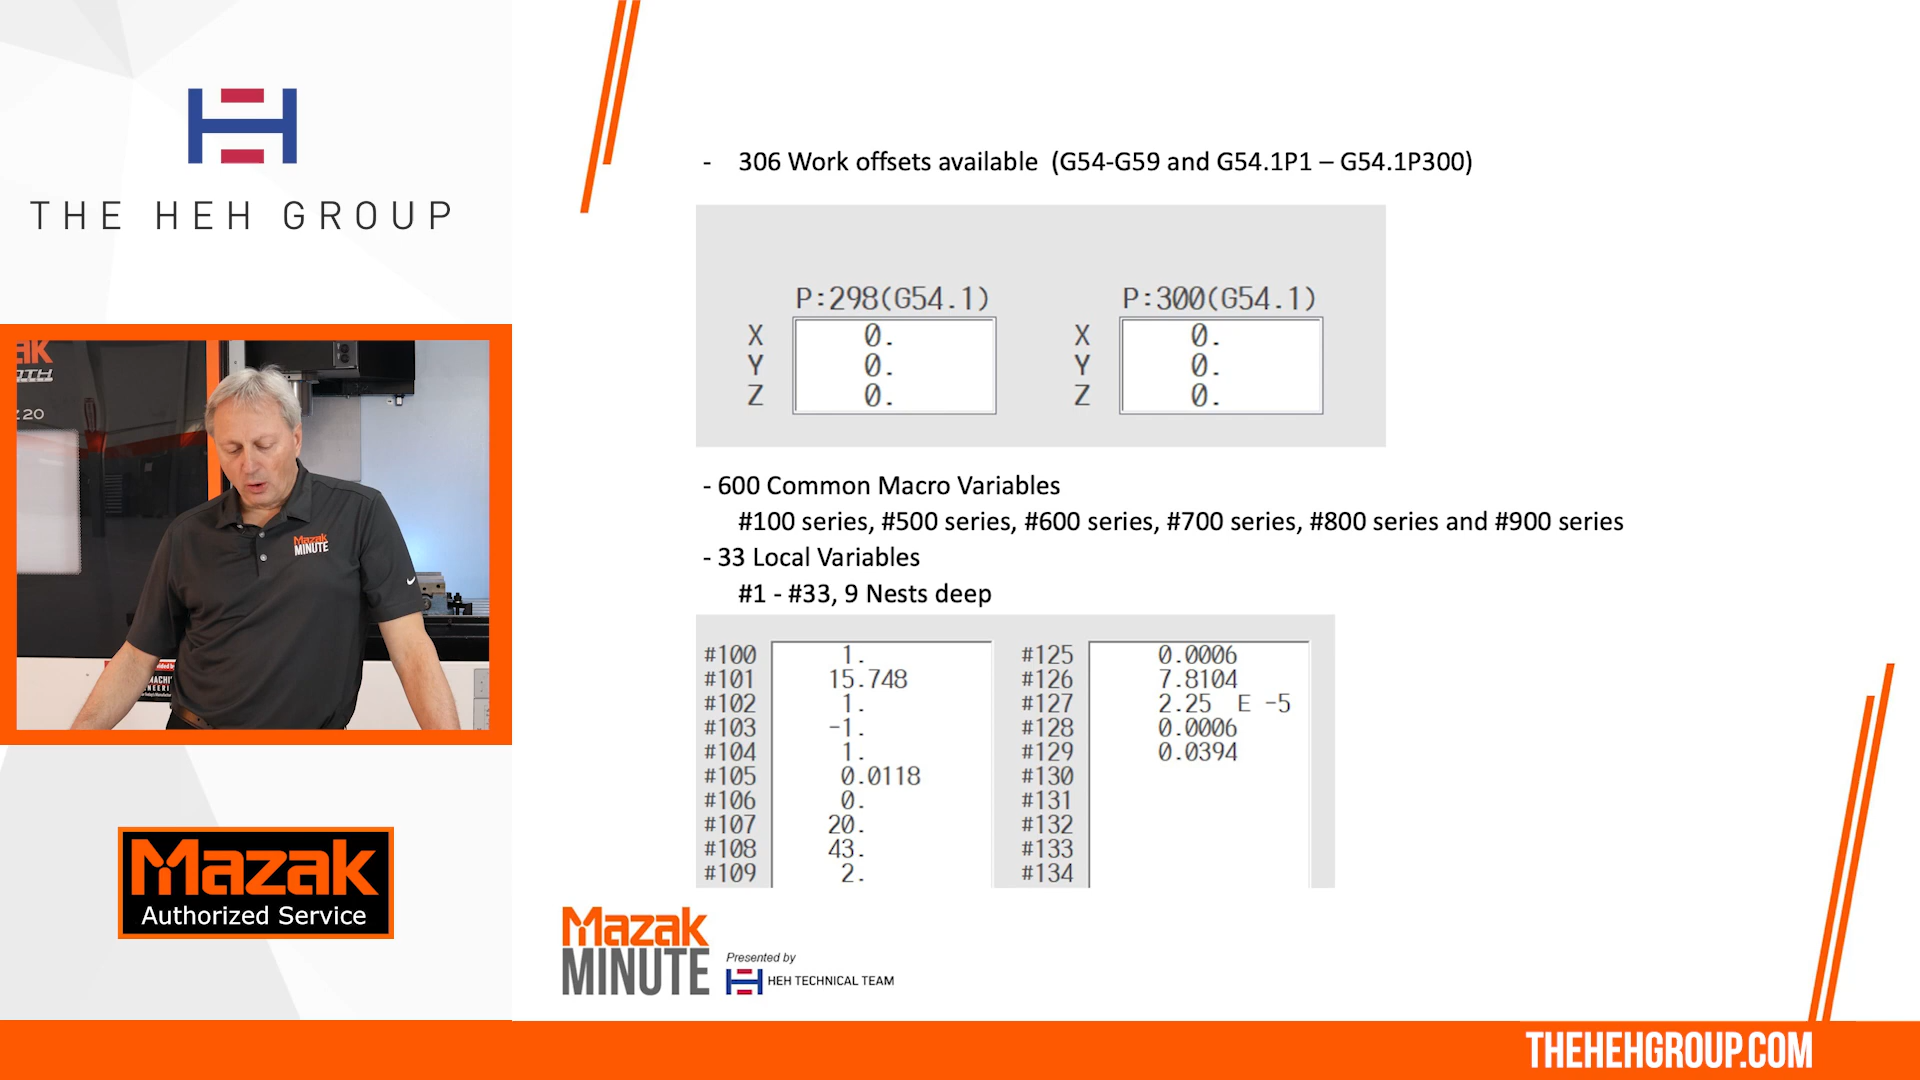 THE HEH GROUP
AK
20
Mazak
MINUTE
Mazak
Authorized Service
- 306 Work offsets available (G54-G59 and G54.1P1 – G54.1P300)
P:298(G54.1) P:300(G54.1)
X 0. X 0.
Y 0. Y 0.
Z 0. Z 0.
- 600 Common Macro Variables
#100 series, #500 series, #600 series, #700 series, #800 series and #900 series
- 33 Local Variables
#1 - #33, 9 Nests deep
#100 1. #125 0.0006
#101 15.748 #126 7.8104
#102 1. #127 2.25 E -5
#103 -1. #128 0.0006
#104 1. #129 0.0394
#105 0.0118 #130
#106 0. #131
#107 20. #132
#108 43. #133
#109 2. #134
Mazak
MINUTE
Presented by
HEH TECHNICAL TEAM
THEHEHGROUP.COM